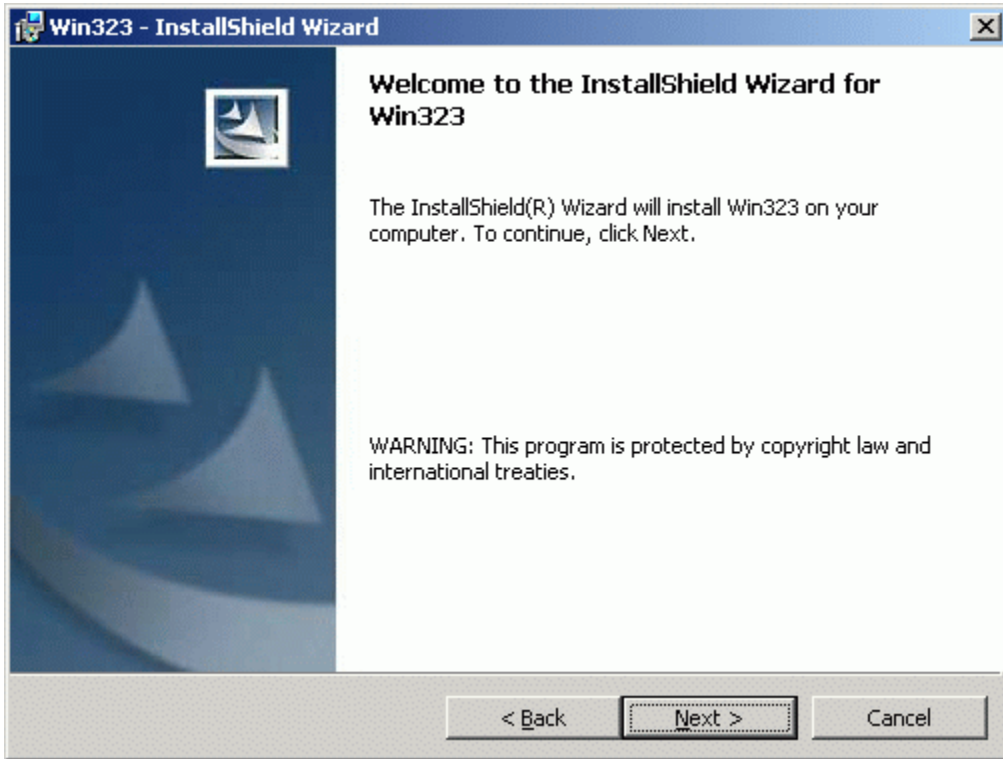 Win323 - InstallShield Wizard
Welcome to the InstallShield Wizard for
Win323
The InstallShield(R) Wizard will install Win323 on your
computer. To continue, click Next.
WARNING: This program is protected by copyright law and
international treaties.
< Back
Next >
Cancel